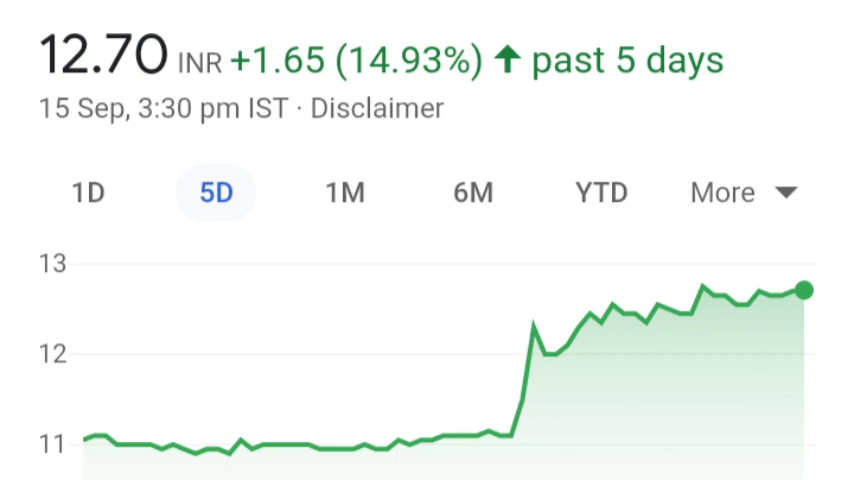 12.70 INR +1.65 (14.93%) ↑ past 5 days
15 Sep, 3:30 pm IST · Disclaimer
1D 5D 1M 6M YTD More
13
12
11